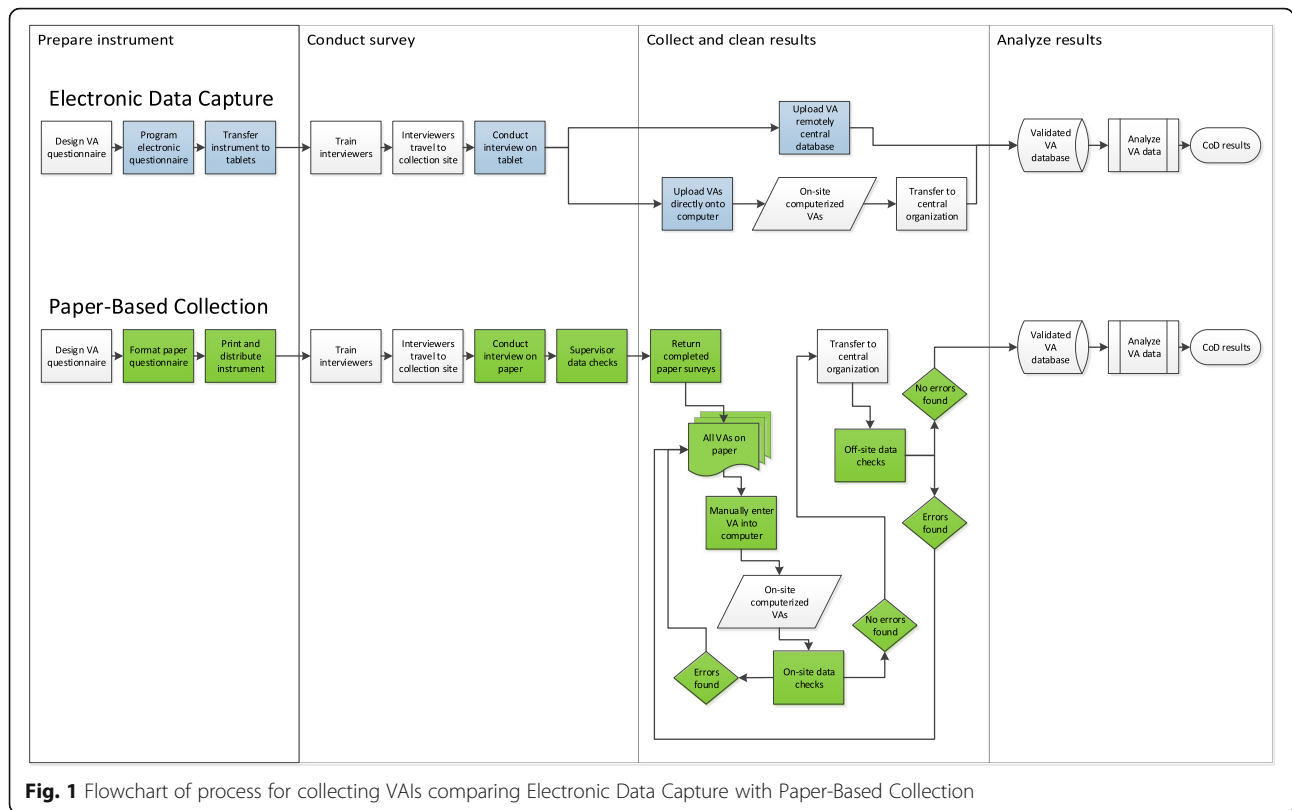 Prepare instrument
Conduct survey
Collect and clean results
Analyze results
Electronic Data Capture
Design VA
questionnaire
Program
electronic
questionnaire
Transfer
instrument to
tablets
Train
interviewers
Interviewers
travel to
collection site
Conduct
interview on
tablet
Upload VA
remotely
central
database
Upload VAs
directly onto
computer
On-site
computerized
VAs
Transfer to
central
organization
Validated
VA
database
Analyze
VA data
CoD results
Paper-Based Collection
Design VA
questionnaire
Format paper
questionnaire
Print and
distribute
instrument
Train
interviewers
Interviewers
travel to
collection site
Conduct
interview on
paper
Supervisor
data checks
Return
completed
paper surveys
All VAs on
paper
Manually enter
VA into
computer
On-site
computerized
VAs
On-site data
checks
Errors
found
No errors
found
Transfer to
central
organization
Off-site data
checks
No errors
found
Errors
found
Validated
VA
database
Analyze
VA data
CoD results
Fig. 1 Flowchart of process for collecting VAIs comparing Electronic Data Capture with Paper-Based Collection